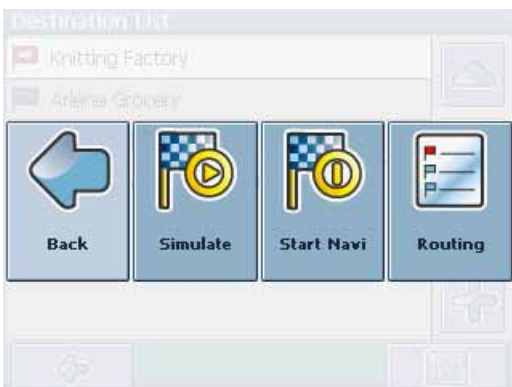 Destination List
Knitting Factory
Arlene Grocery
Back
Simulate
Start Navi
Routing